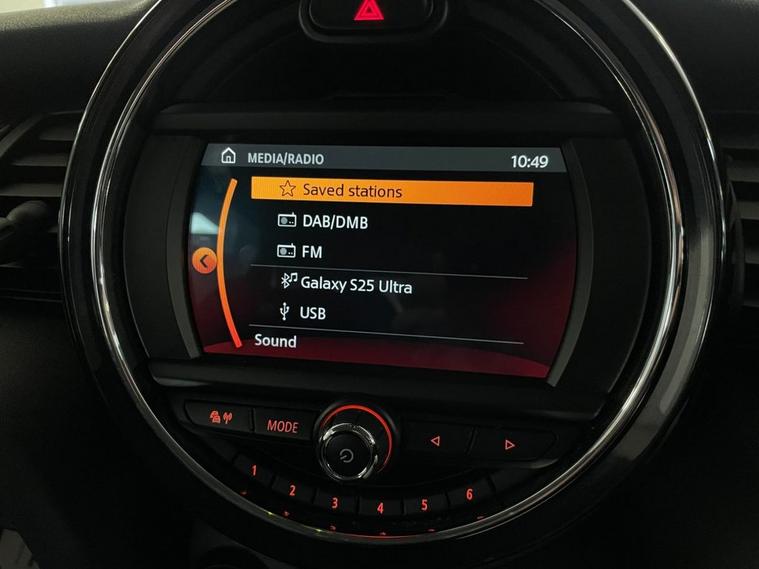 MEDIA/RADIO 10:49
Saved stations
DAB/DMB
FM
Galaxy S25 Ultra
USB
Sound
MODE
1 2 3 4 5 6